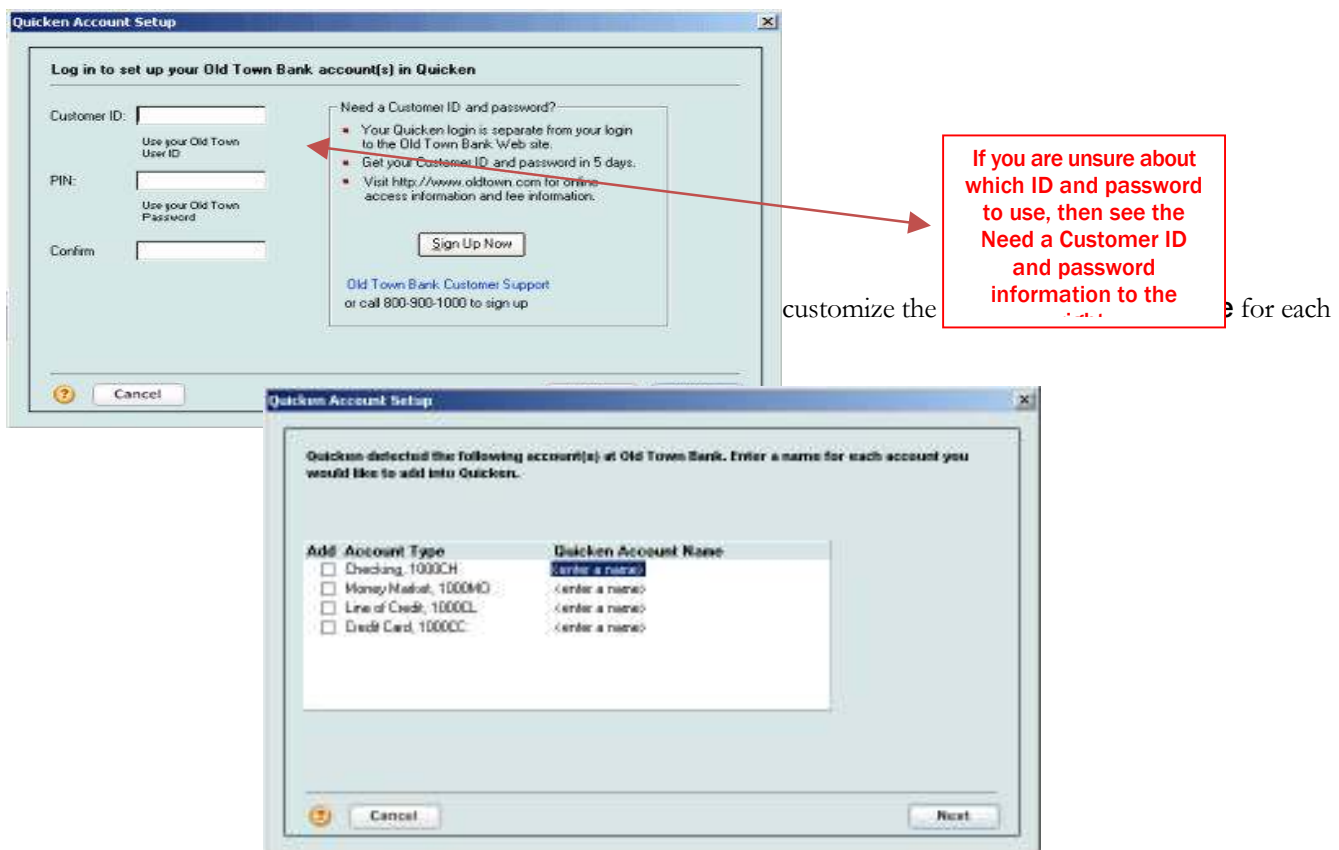 Quicken Account Setup
Log in to set up your Old Town Bank account(s) in Quicken
Customer ID:
Use your Old Town
User ID
PIN:
Use your Old Town
Password
Confirm
Need a Customer ID and password?
Your Quicken login is separate from your login
to the Old Town Bank Web site.
Get your Customer ID and password in 5 days.
Visit http://www.oldtown.com for online
access information and fee information.
Sign Up Now
Old Town Bank Customer Support
or call 800-900-1000 to sign up
Cancel
If you are unsure about
which ID and password
to use, then see the
Need a Customer ID
and password
information to the
customize the
for each
Quicken Account Setup
Quicken detected the following account(s) at Old Town Bank. Enter a name for each account you
would like to add into Quicken.
Add Account Type Quicken Account Name
Checking, 1000CH <enter a name>
Money Market, 1000MO <enter a name>
Line of Credit, 1000CL <enter a name>
Credit Card, 1000CC <enter a name>
Cancel
Next